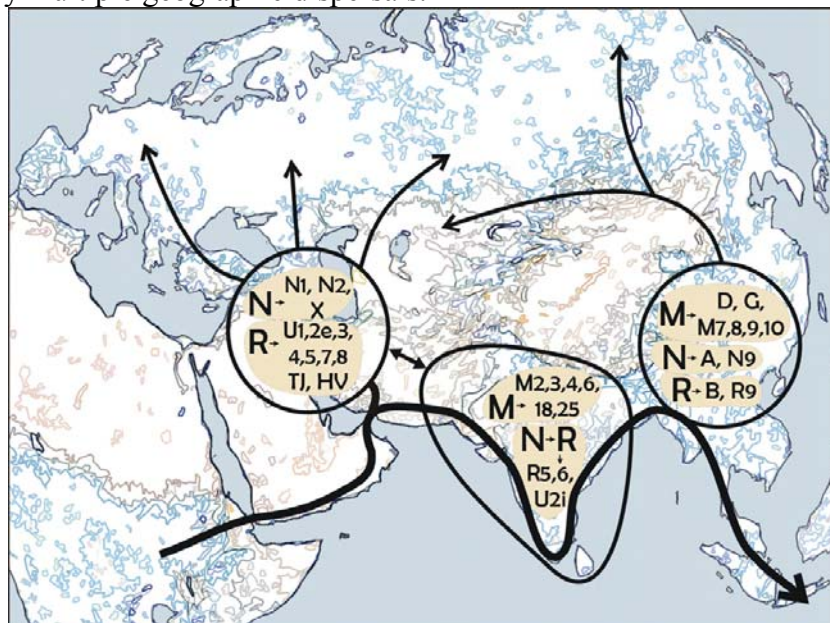 N→ N1, N2,
X
R→ U1,2e,3,
4,5,7,8
TJ, HV
M2,3,4,6,
M→ 18,25
N→R
↓
R5,6,
U2i
M→ D, G,
M7,8,9,10
N→ A, N9
R→ B, R9